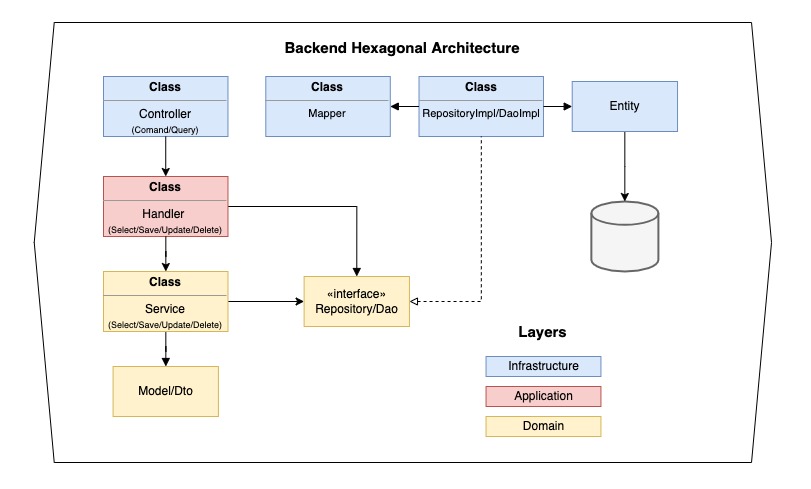 Backend Hexagonal Architecture
Class
Controller
(Comand/Query)
Class
Mapper
Class
RepositoryImpl/DaoImpl
Entity
Class
Handler
(Select/Save/Update/Delete)
Class
Service
(Select/Save/Update/Delete)
«interface»
Repository/Dao
Model/Dto
Layers
Infrastructure
Application
Domain